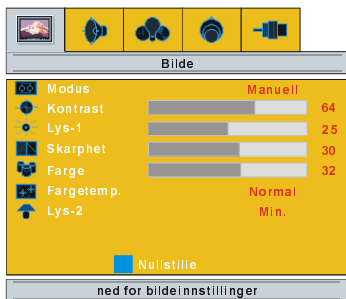 Bilde
Modus Manuell
Kontrast 64
Lys-1 25
Skarphet 30
Farge 32
Fargetemp. Normal
Lys-2 Min.
Nullstille
ned for bildeinnstillinger